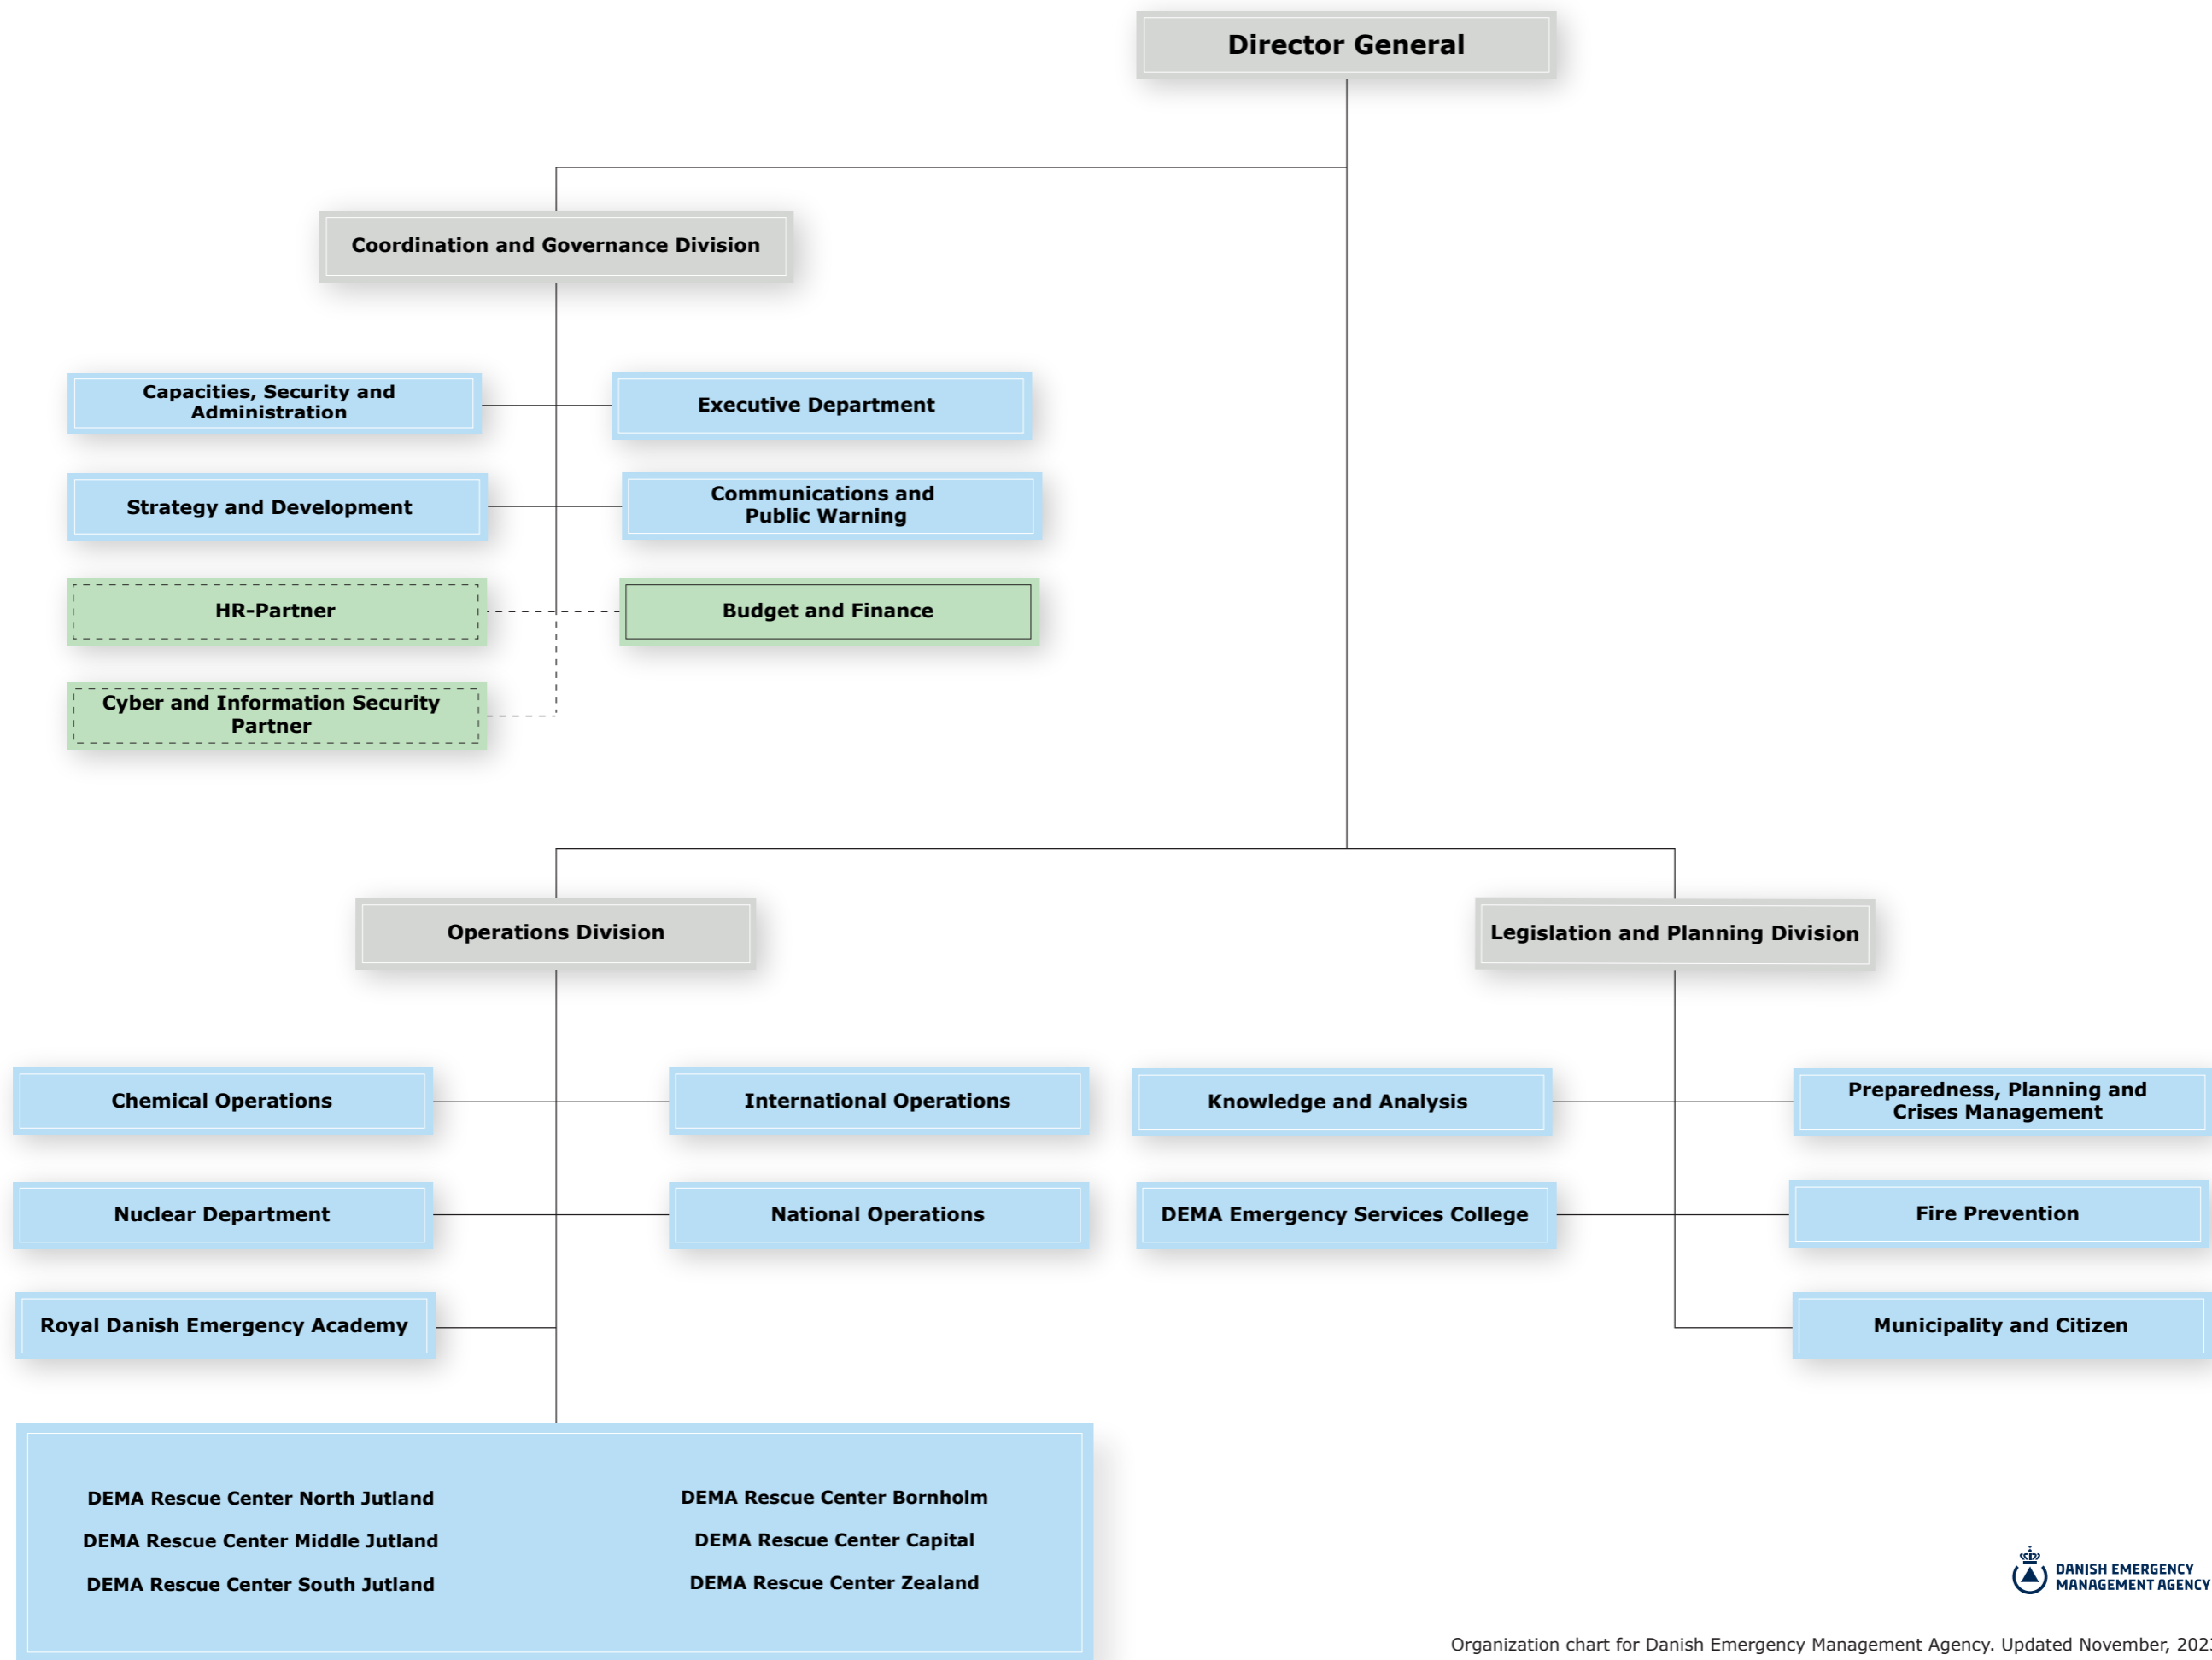 Director General
Coordination and Governance Division
Capacities, Security and
Administration
Executive Department
Strategy and Development
Communications and
Public Warning
HR-Partner
Budget and Finance
Cyber and Information Security
Partner
Operations Division
Legislation and Planning Division
Chemical Operations
International Operations
Knowledge and Analysis
Preparedness, Planning and
Crises Management
Nuclear Department
National Operations
DEMA Emergency Services College
Fire Prevention
Royal Danish Emergency Academy
Municipality and Citizen
DEMA Rescue Center North Jutland
DEMA Rescue Center Bornholm
DEMA Rescue Center Middle Jutland
DEMA Rescue Center Capital
DEMA Rescue Center South Jutland
DEMA Rescue Center Zealand
DANISH EMERGENCY
MANAGEMENT AGENCY
Organization chart for Danish Emergency Management Agency. Updated November,